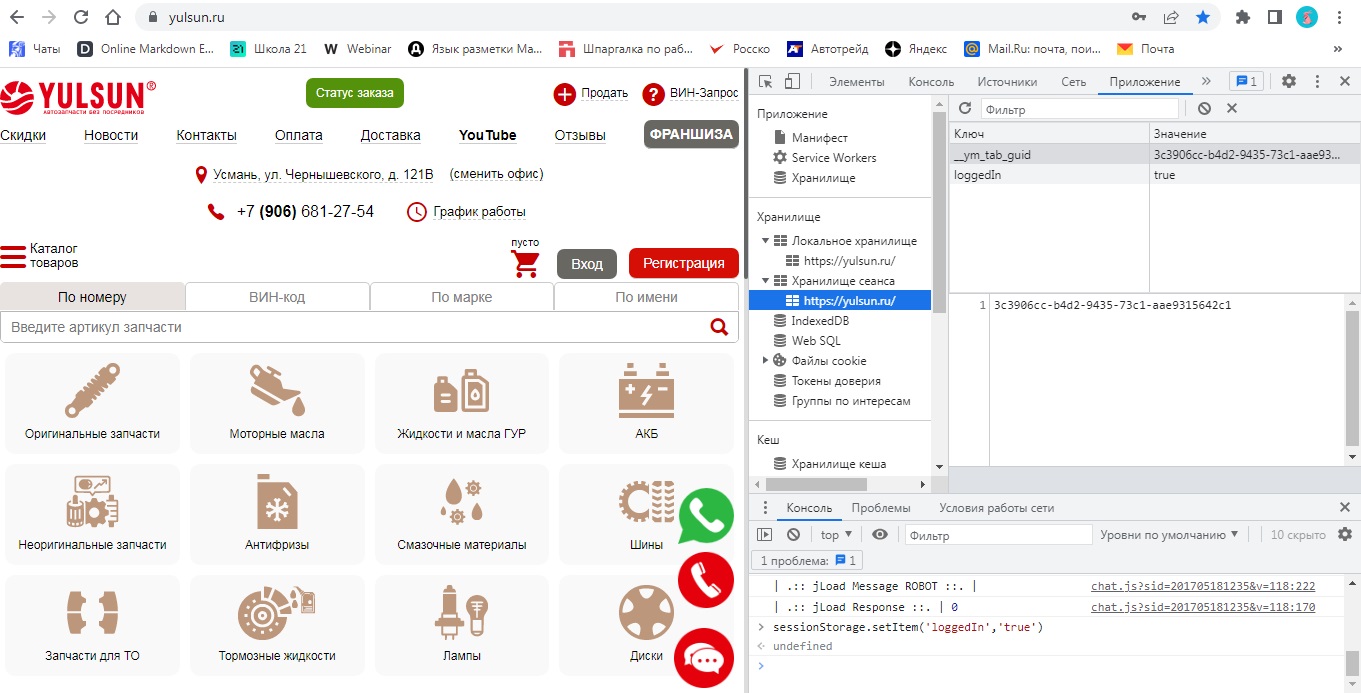 yulsun.ru
Чаты
Online Markdown E...
Школа 21
Webinar
Язык разметки Ма...
Шпаргалка по раб...
Росско
Автотрейд
Яндекс
Mail.Ru: почта, пои...
Почта
»
YULSUN®
Автозапчасти без посредников
Статус заказа
Продать
ВИН-Запрос
Скидки
Новости
Контакты
Оплата
Доставка
YouTube
Отзывы
ФРАНШИЗА
Усмань, ул. Чернышевского, д. 121В
(сменить офис)
+7 (906) 681-27-54
График работы
Каталог
товаров
пусто
Вход
Регистрация
По номеру
ВИН-код
По марке
По имени
Введите артикул запчасти
Оригинальные запчасти
Моторные масла
Жидкости и масла ГУР
АКБ
Неоригинальные запчасти
Антифризы
Смазочные материалы
Шины
Запчасти для ТО
Тормозные жидкости
Лампы
Диски
Элементы
Консоль
Источники
Сеть
Приложение
»
1
Приложение
Манифест
Service Workers
Хранилище
Хранилище
Локальное хранилище
https://yulsun.ru/
Хранилище сеанса
https://yulsun.ru/
IndexedDB
Web SQL
Файлы cookie
Токены доверия
Группы по интересам
Кеш
Хранилище кеша
Фильтр
Ключ
Значение
__ym_tab_guid
3c3906cc-b4d2-9435-73c1-aae93...
loggedIn
true
1 3c3906cc-b4d2-9435-73c1-aae9315642c1
Консоль
Проблемы
Условия работы сети
top
Фильтр
Уровни по умолчанию
10 скрыто
1 проблема: 1
| .:: jLoad Message ROBOT ::. |
chat.js?sid=201705181235&v=118:222
| .:: jLoad Response ::. | 0
chat.js?sid=201705181235&v=118:170
> sessionStorage.setItem('loggedIn','true')
undefined
>